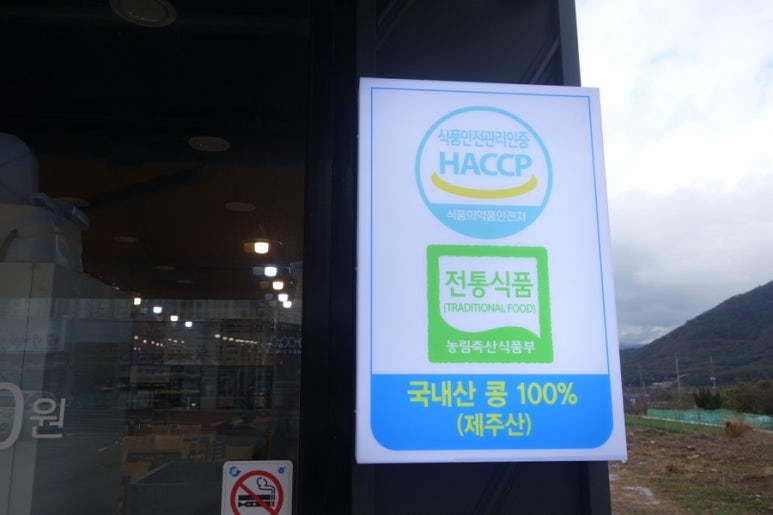 식품안전관리인증
HACCP
식품의약품안전처
전통식품
(TRADITIONAL FOOD)
농림축산식품부
국내산 콩 100%
(제주산)
0원